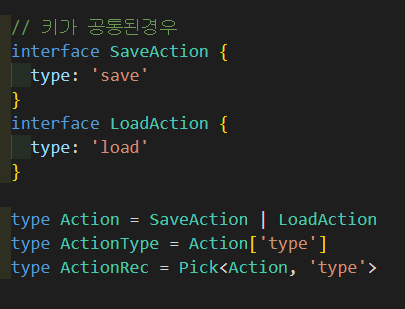 // 키가 공통된경우
interface SaveAction {
  type: 'save'
}
interface LoadAction {
  type: 'load'
}

type Action = SaveAction | LoadAction
type ActionType = Action['type']
type ActionRec = Pick<Action, 'type'>